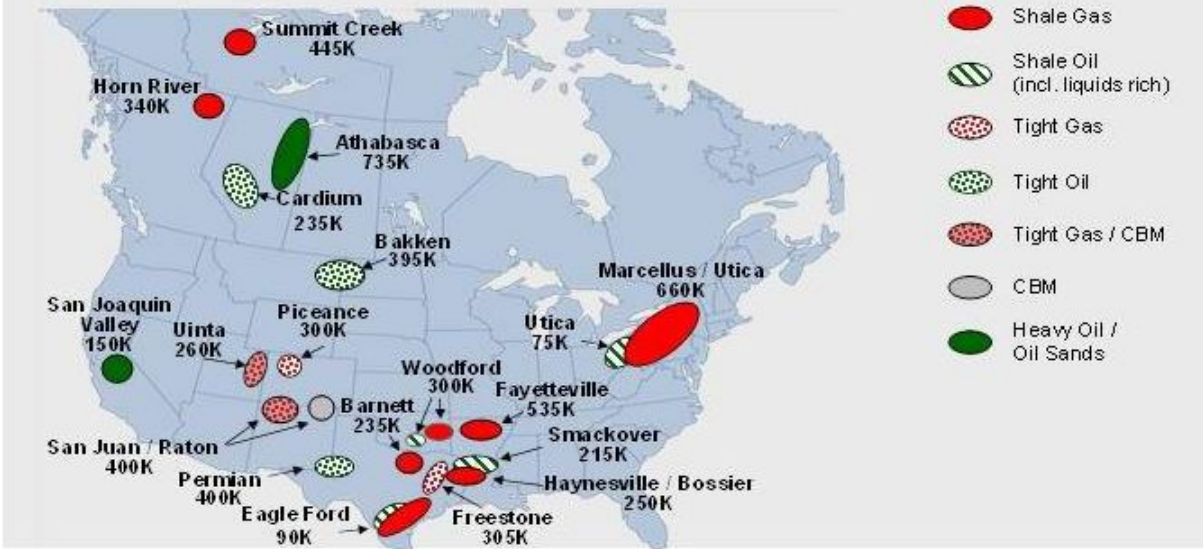 Summit Creek
445K
Horn River
340K
Athabasca
735K
Cardium
235K
Bakken
395K
Marcellus / Utica
660K
San Joaquin
Valley
150K
Uinta
260K
Piceance
300K
Utica
75K
Woodford
300K
Fayetteville
535K
Barnett
235K
Smackover
215K
San Juan / Raton
400K
Permian
400K
Haynesville / Bossier
250K
Eagle Ford
90K
Freestone
305K
Shale Gas
Shale Oil
(incl. liquids rich)
Tight Gas
Tight Oil
Tight Gas / CBM
CBM
Heavy Oil /
Oil Sands